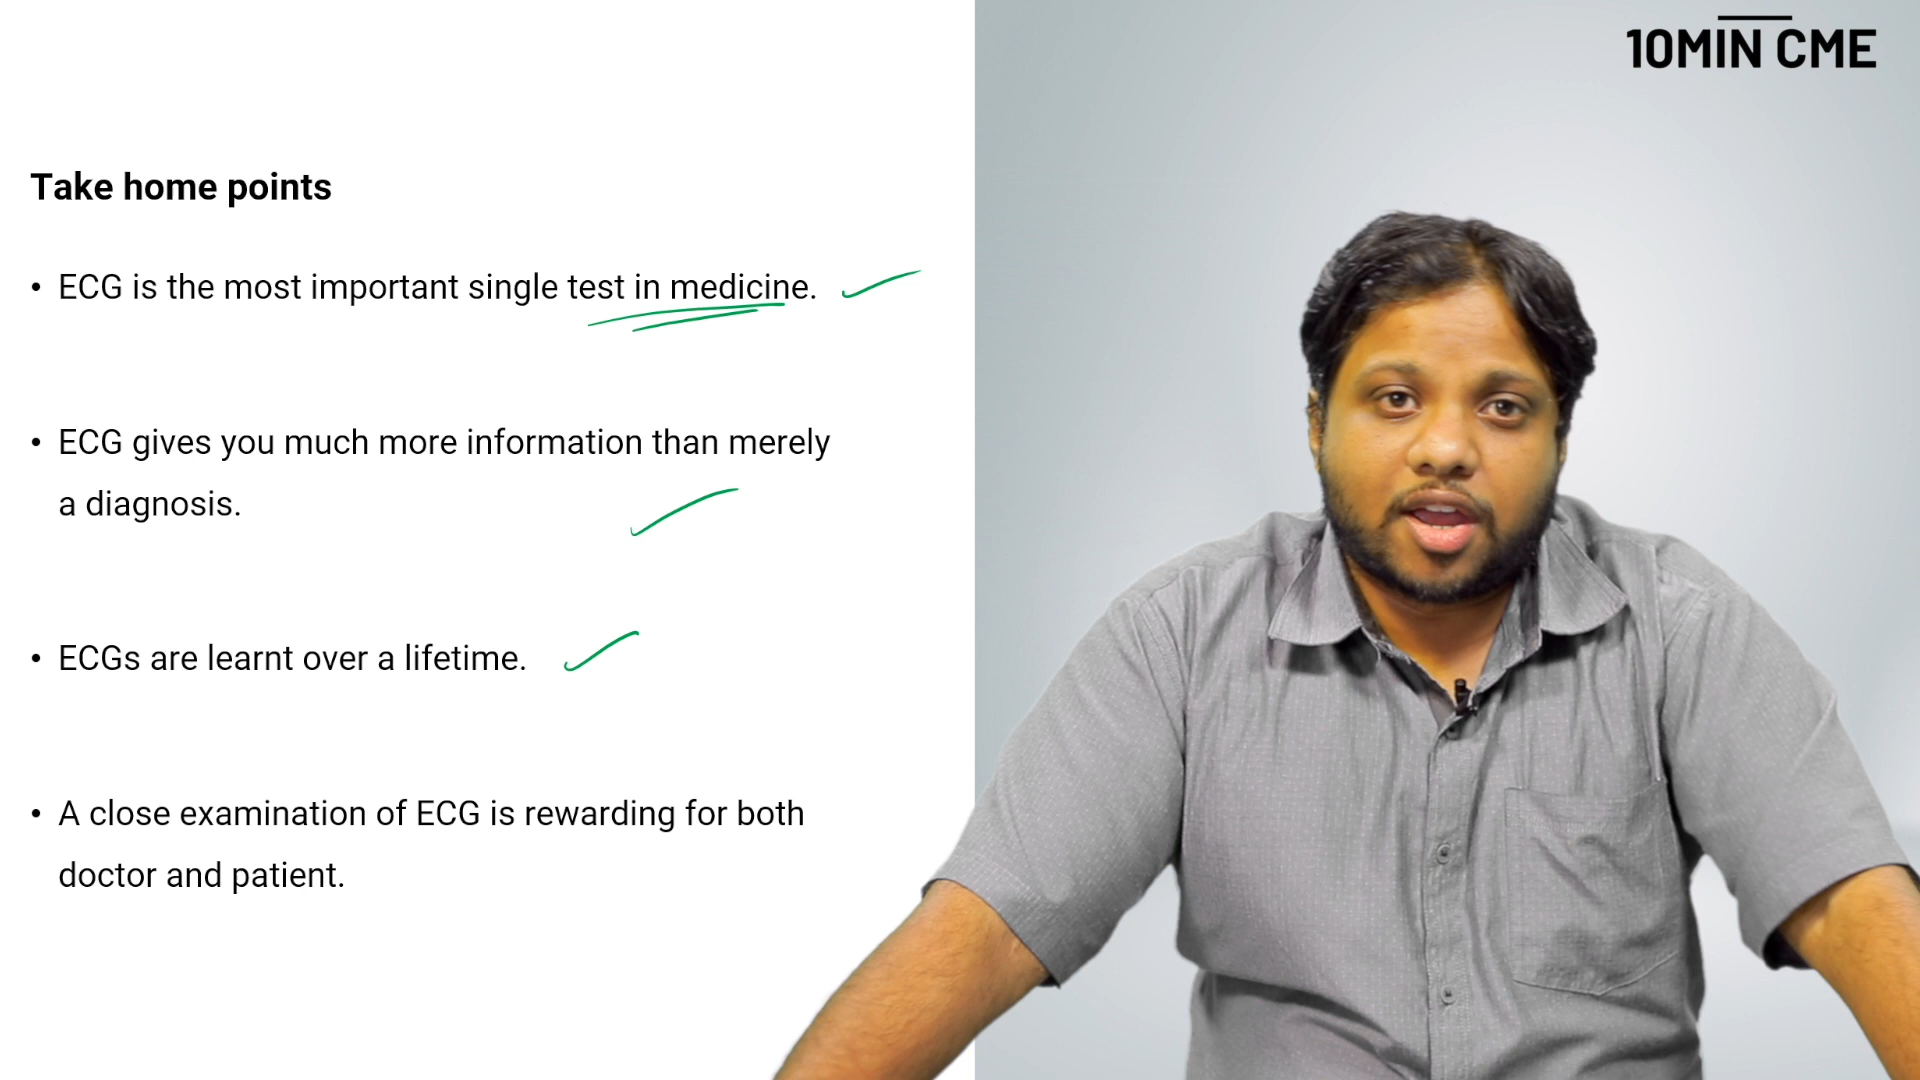 10MIN CME
Take home points
• ECG is the most important single test in medicine.
• ECG gives you much more information than merely
a diagnosis.
• ECGs are learnt over a lifetime.
• A close examination of ECG is rewarding for both
doctor and patient.